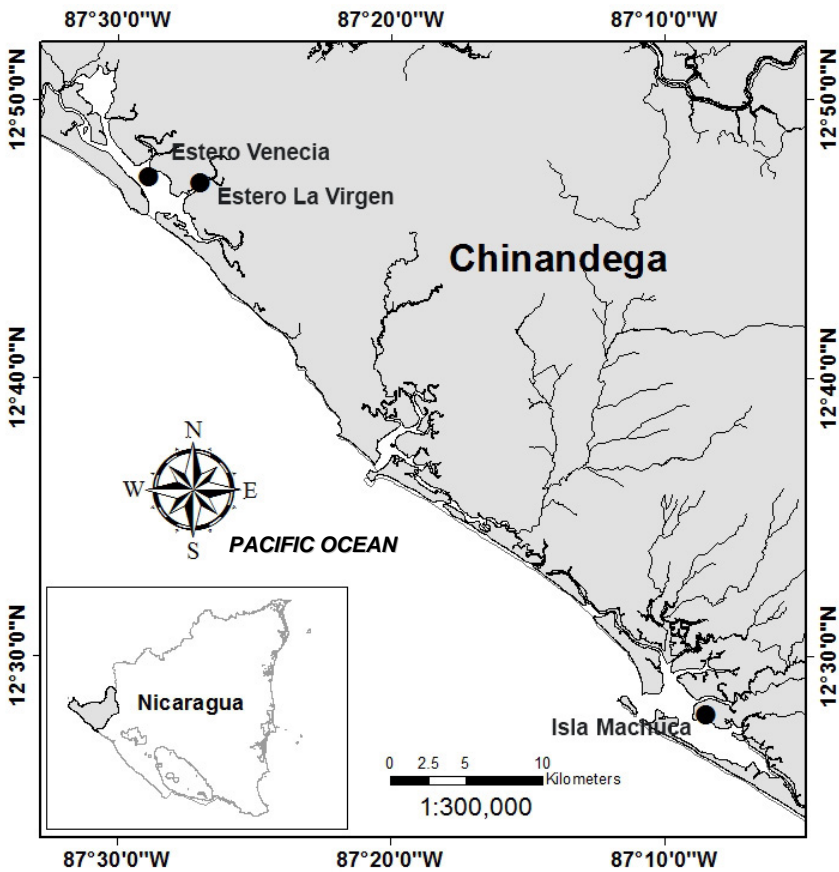 87°30'0"W 87°20'0"W 87°10'0"W
12°50'0"N 12°50'0"N
Estero Venecia
Estero La Virgen
Chinandega
12°40'0"N 12°40'0"N
N
W E
S
PACIFIC OCEAN
12°30'0"N 12°30'0"N
Nicaragua
Isla Machuca
0 2.5 5 10
Kilometers
1:300,000
87°30'0"W 87°20'0"W 87°10'0"W